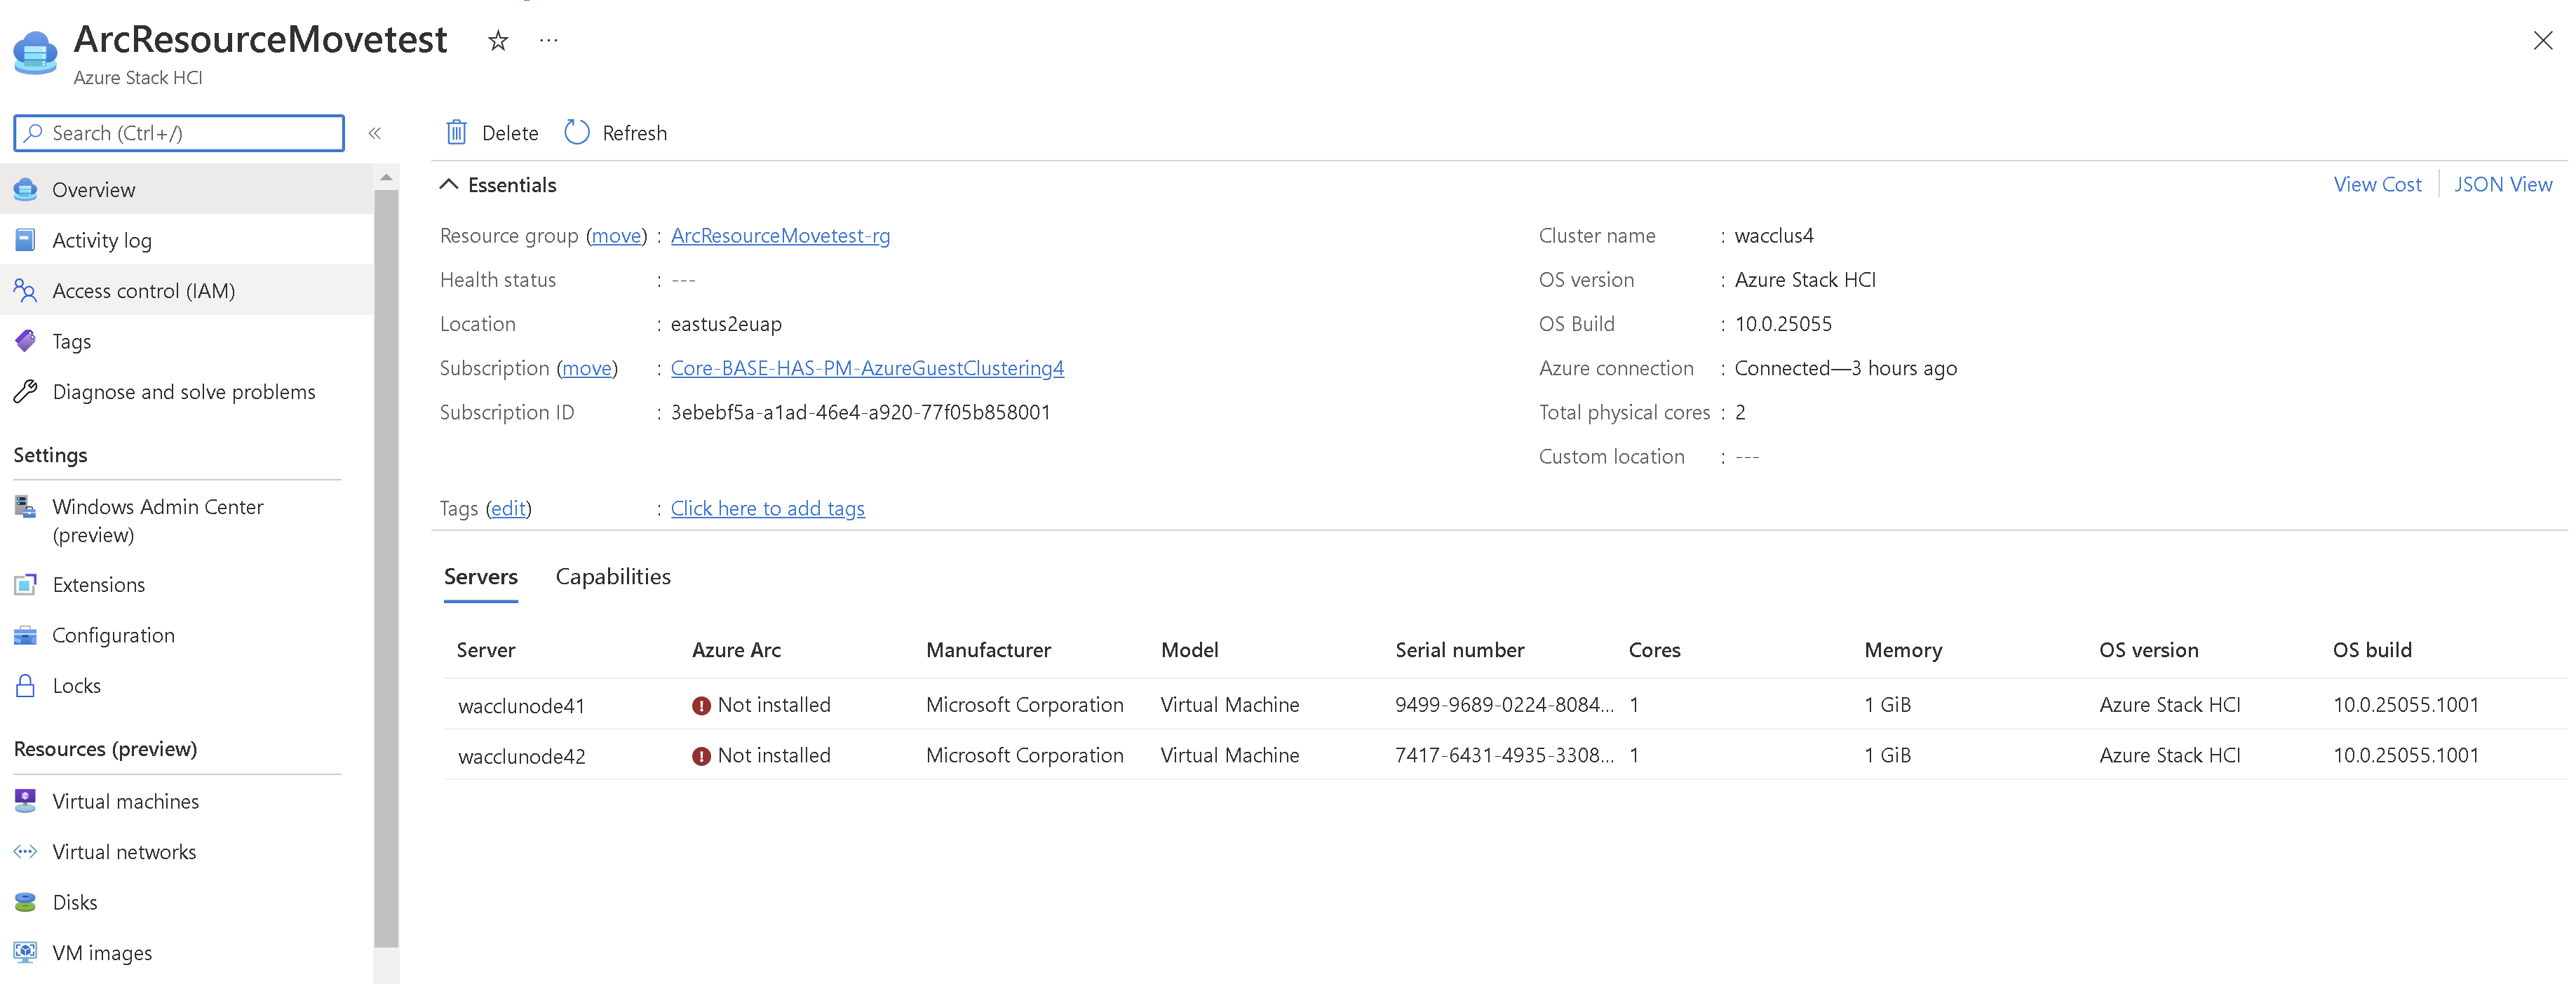 ArcResourceMovetest
Azure Stack HCI
Search (Ctrl+/)
Overview
Activity log
Access control (IAM)
Tags
Diagnose and solve problems
Settings
Windows Admin Center
(preview)
Extensions
Configuration
Locks
Resources (preview)
Virtual machines
Virtual networks
Disks
VM images
Delete Refresh
Essentials
View Cost JSON View
Resource group (move) : ArcResourceMovetest-rg
Health status : ---
Location : eastus2euap
Subscription (move) : Core-BASE-HAS-PM-AzureGuestClustering4
Subscription ID : 3ebebf5a-a1ad-46e4-a920-77f05b858001
Cluster name : wacclus4
OS version : Azure Stack HCI
OS Build : 10.0.25055
Azure connection : Connected—3 hours ago
Total physical cores : 2
Custom location : ---
Tags (edit) : Click here to add tags
Servers Capabilities
Server Azure Arc Manufacturer Model Serial number Cores Memory OS version OS build
wacclunode41 Not installed Microsoft Corporation Virtual Machine 9499-9689-0224-8084... 1 1 GiB Azure Stack HCI 10.0.25055.1001
wacclunode42 Not installed Microsoft Corporation Virtual Machine 7417-6431-4935-3308... 1 1 GiB Azure Stack HCI 10.0.25055.1001